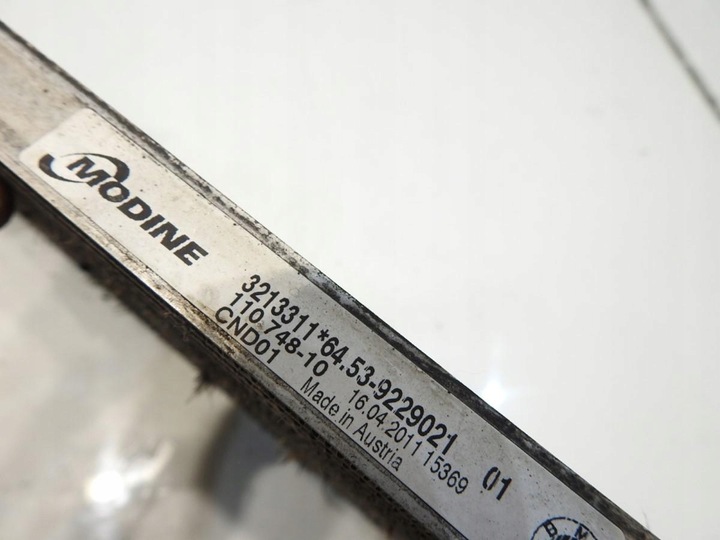 MODINE
3213311*64.53-9229021 01
110.748-10 16.04.2011 15369
CND01 Made in Austria